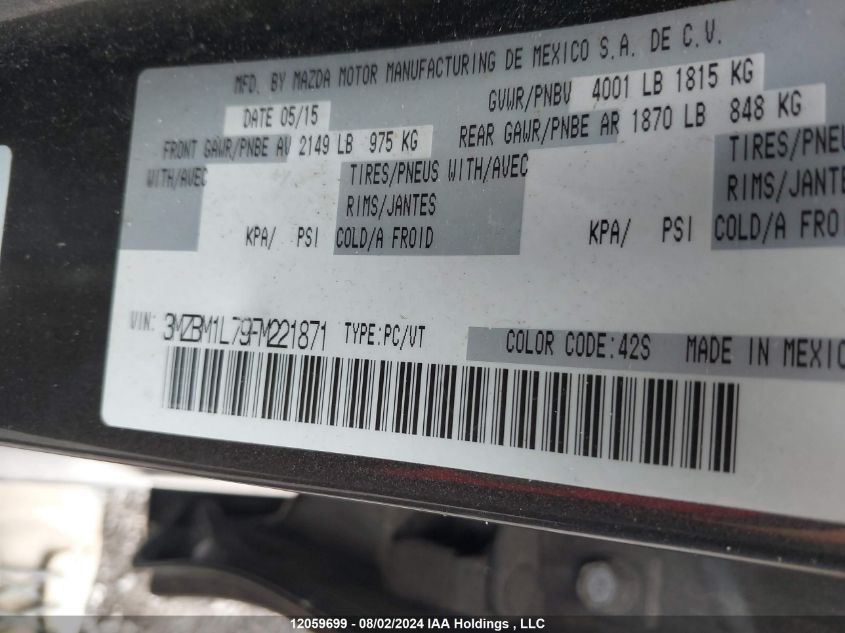 MFD. BY MAZDA MOTOR MANUFACTURING DE MEXICO S.A. DE C.V.
DATE 05/15 GVWR/PNBV 4001 LB 1815 KG
FRONT GAWR/PNBE AV 2149 LB 975 KG REAR GAWR/PNBE AR 1870 LB 848 KG
WITH/AVEC TIRES/PNEUS WITH/AVEC TIRES/PNEU
RIMS/JANTES RIMS/JANTE
KPA/ PSI COLD/A FROID KPA/ PSI COLD/A FROI
VIN: 3MZBM1L79FM221871 TYPE:PC/VT COLOR CODE:42S MADE IN MEXICO
12059699 - 08/02/2024 IAA Holdings , LLC